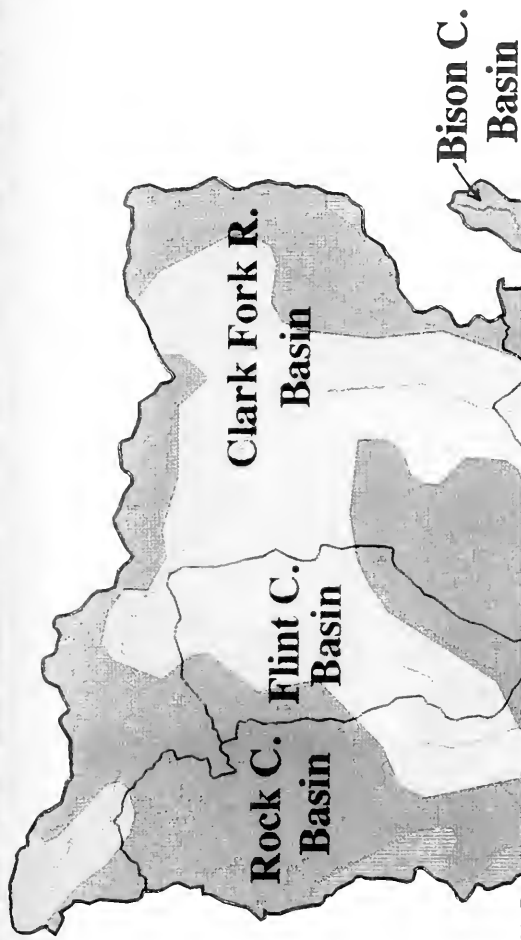 Bison C.
Basin
Clark Fork R.
Basin
Flint C.
Basin
Rock C.
Basin